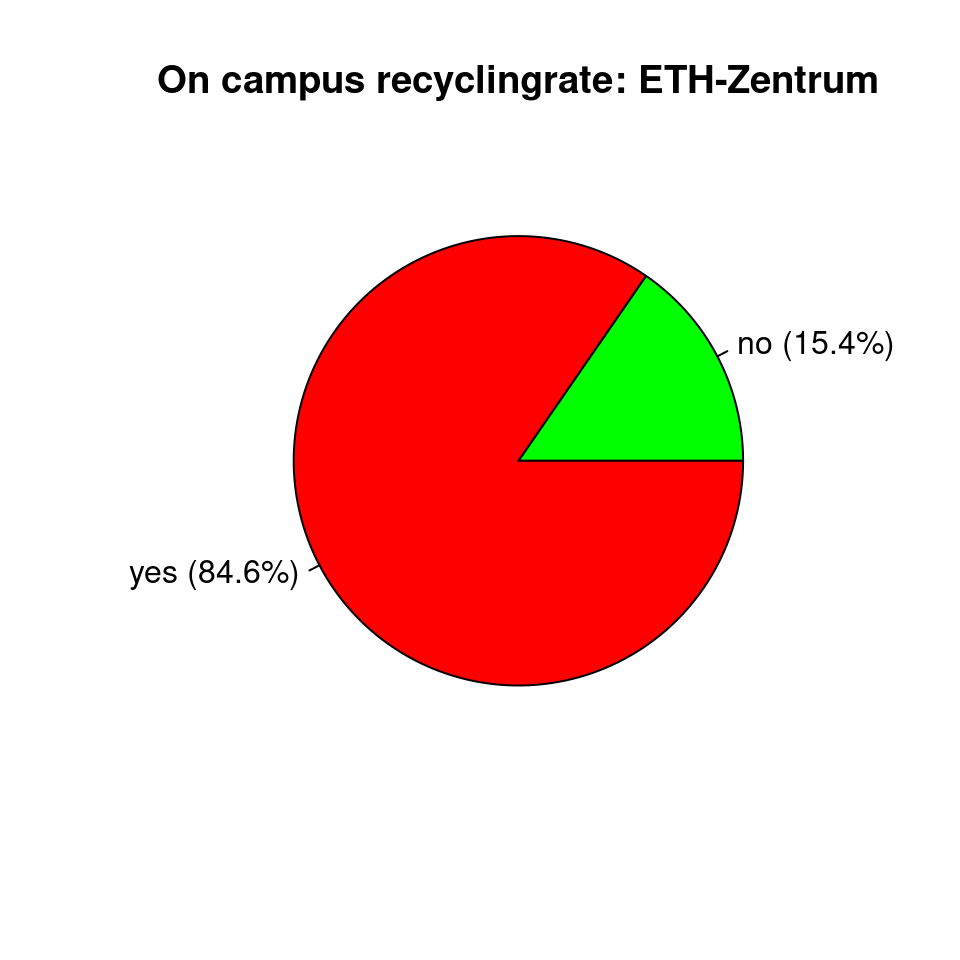 On campus recyclingrate: ETH-Zentrum
no (15.4%)
yes (84.6%)